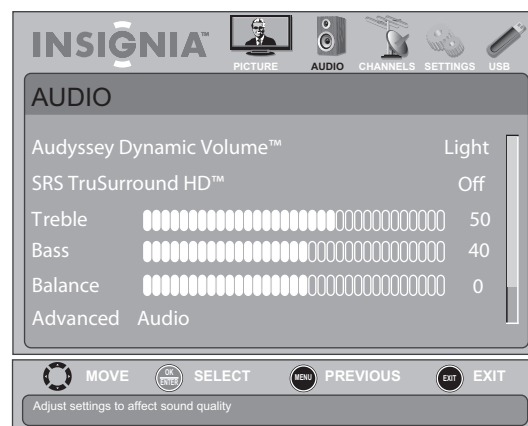 INSIGNIA™
PICTURE AUDIO CHANNELS SETTINGS USB
AUDIO
Audyssey Dynamic Volume™ Light
SRS TruSurround HD™ Off
Treble 50
Bass 40
Balance 0
Advanced Audio
MOVE OK ENTER SELECT MENU PREVIOUS EXIT EXIT
Adjust settings to affect sound quality